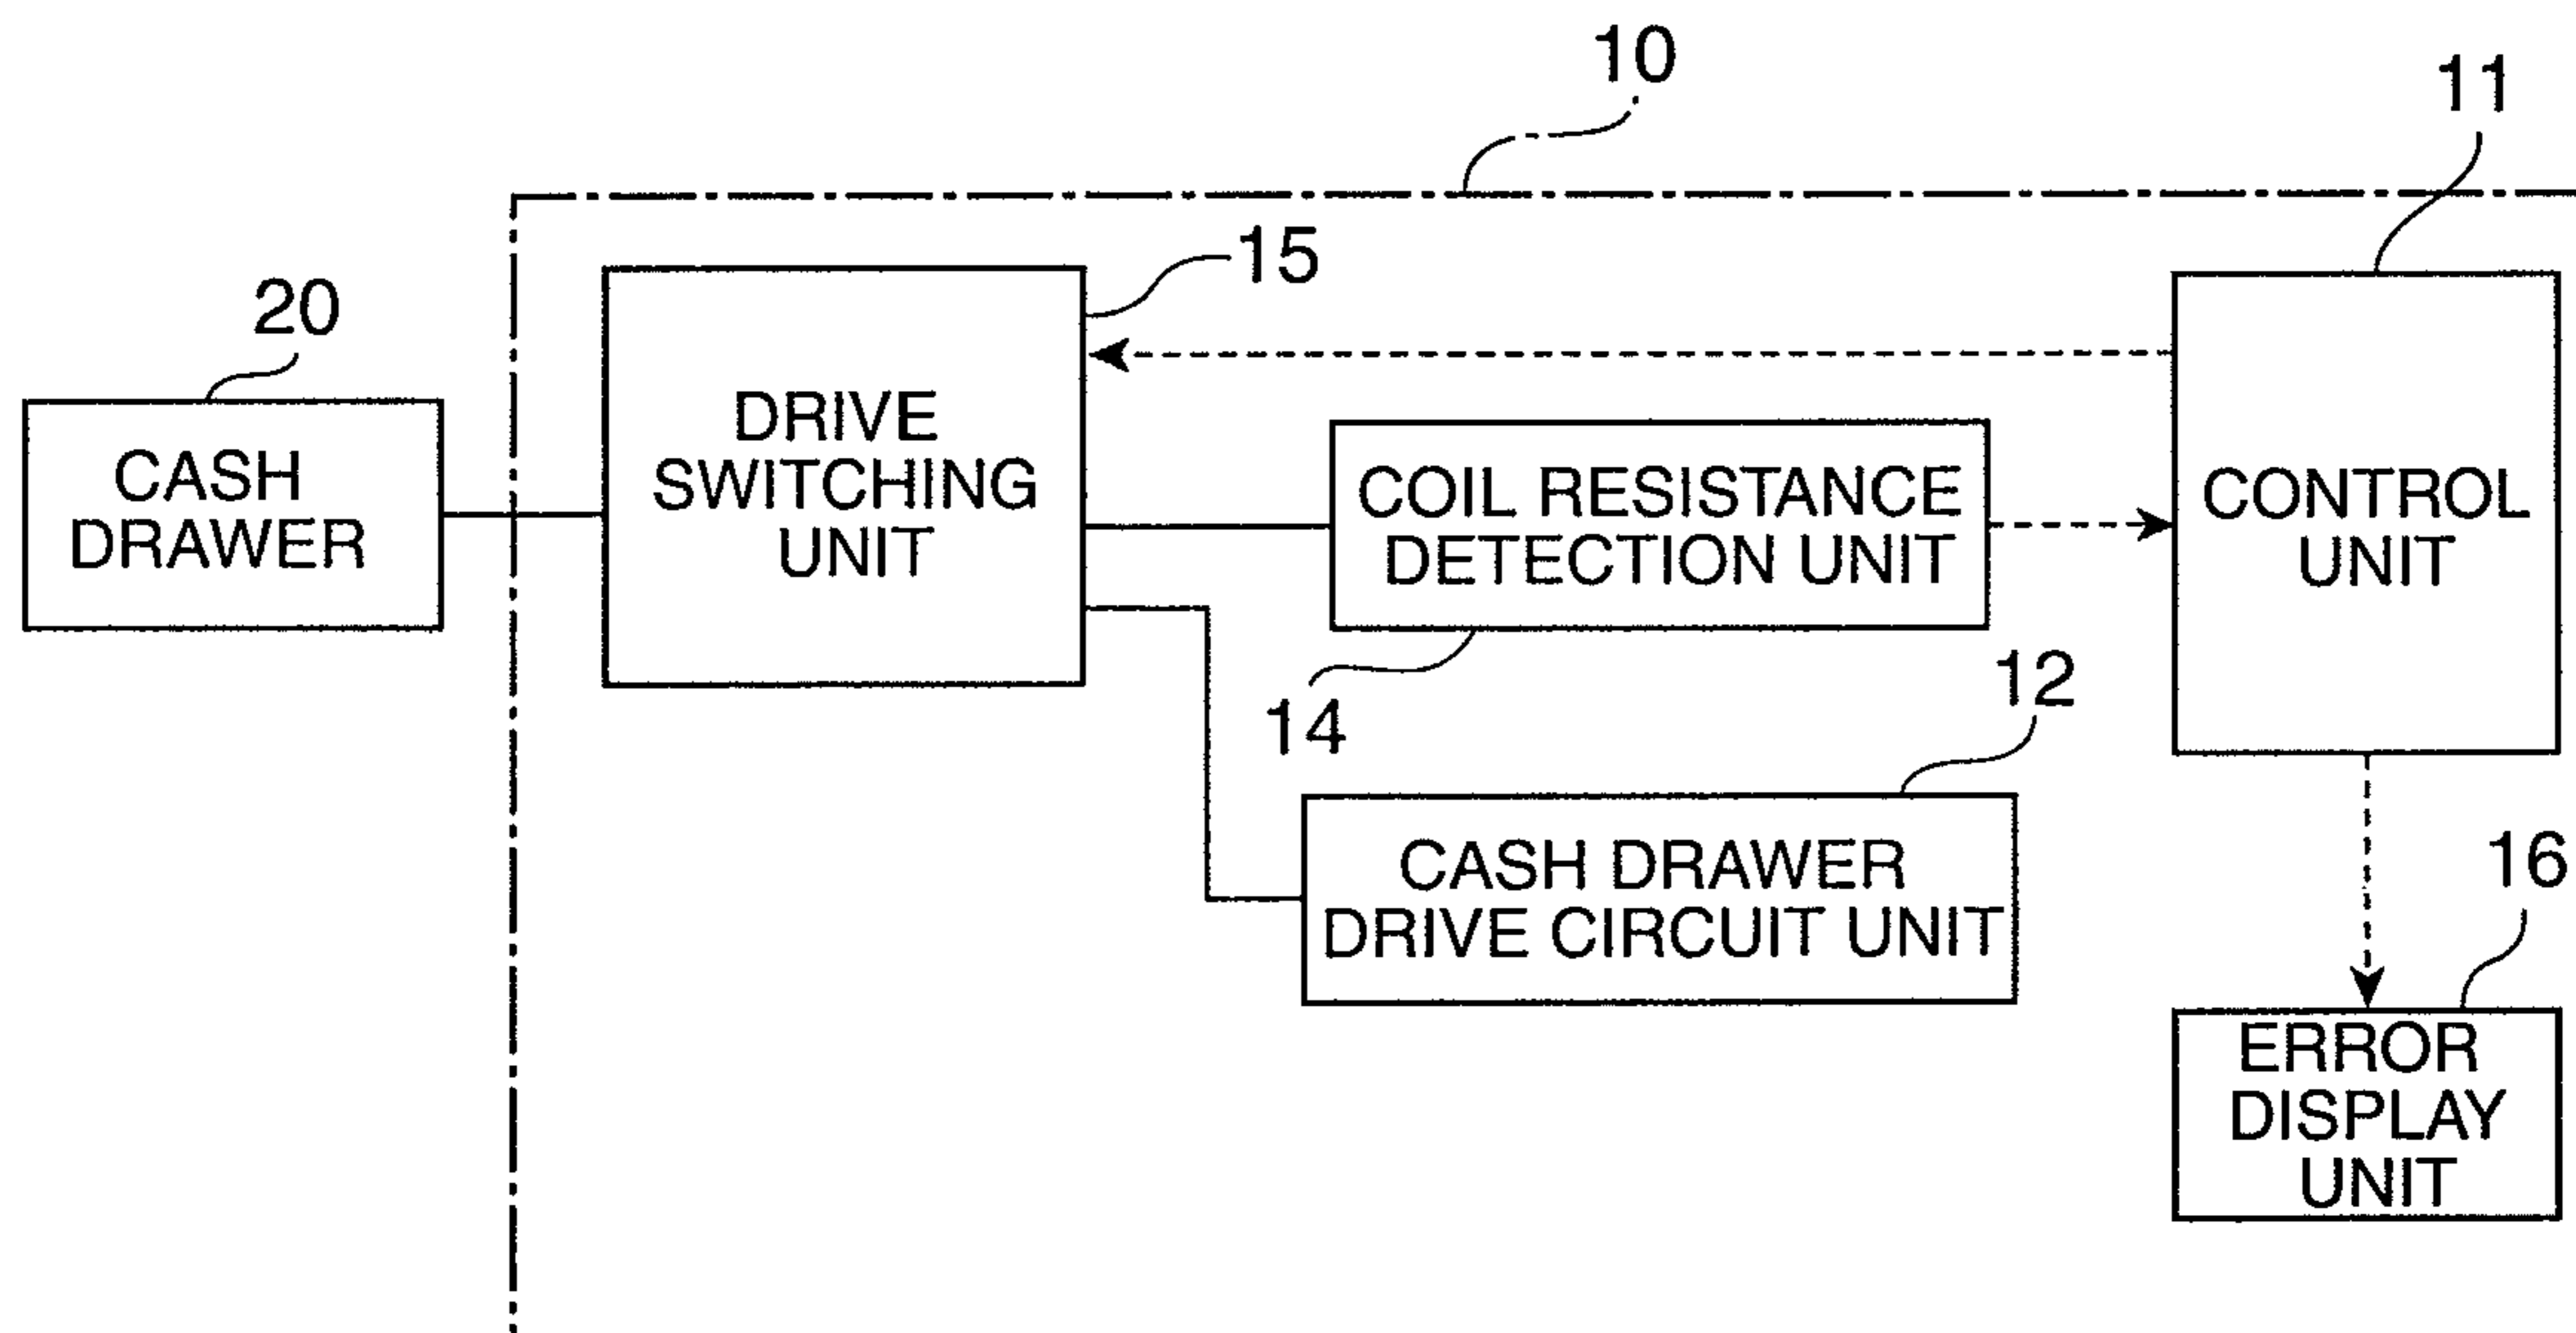 10
11
15
20
CASH
DRAWER
DRIVE
SWITCHING
UNIT
COIL RESISTANCE
DETECTION UNIT
CONTROL
UNIT
14
12
CASH DRAWER
DRIVE CIRCUIT UNIT
16
ERROR
DISPLAY
UNIT